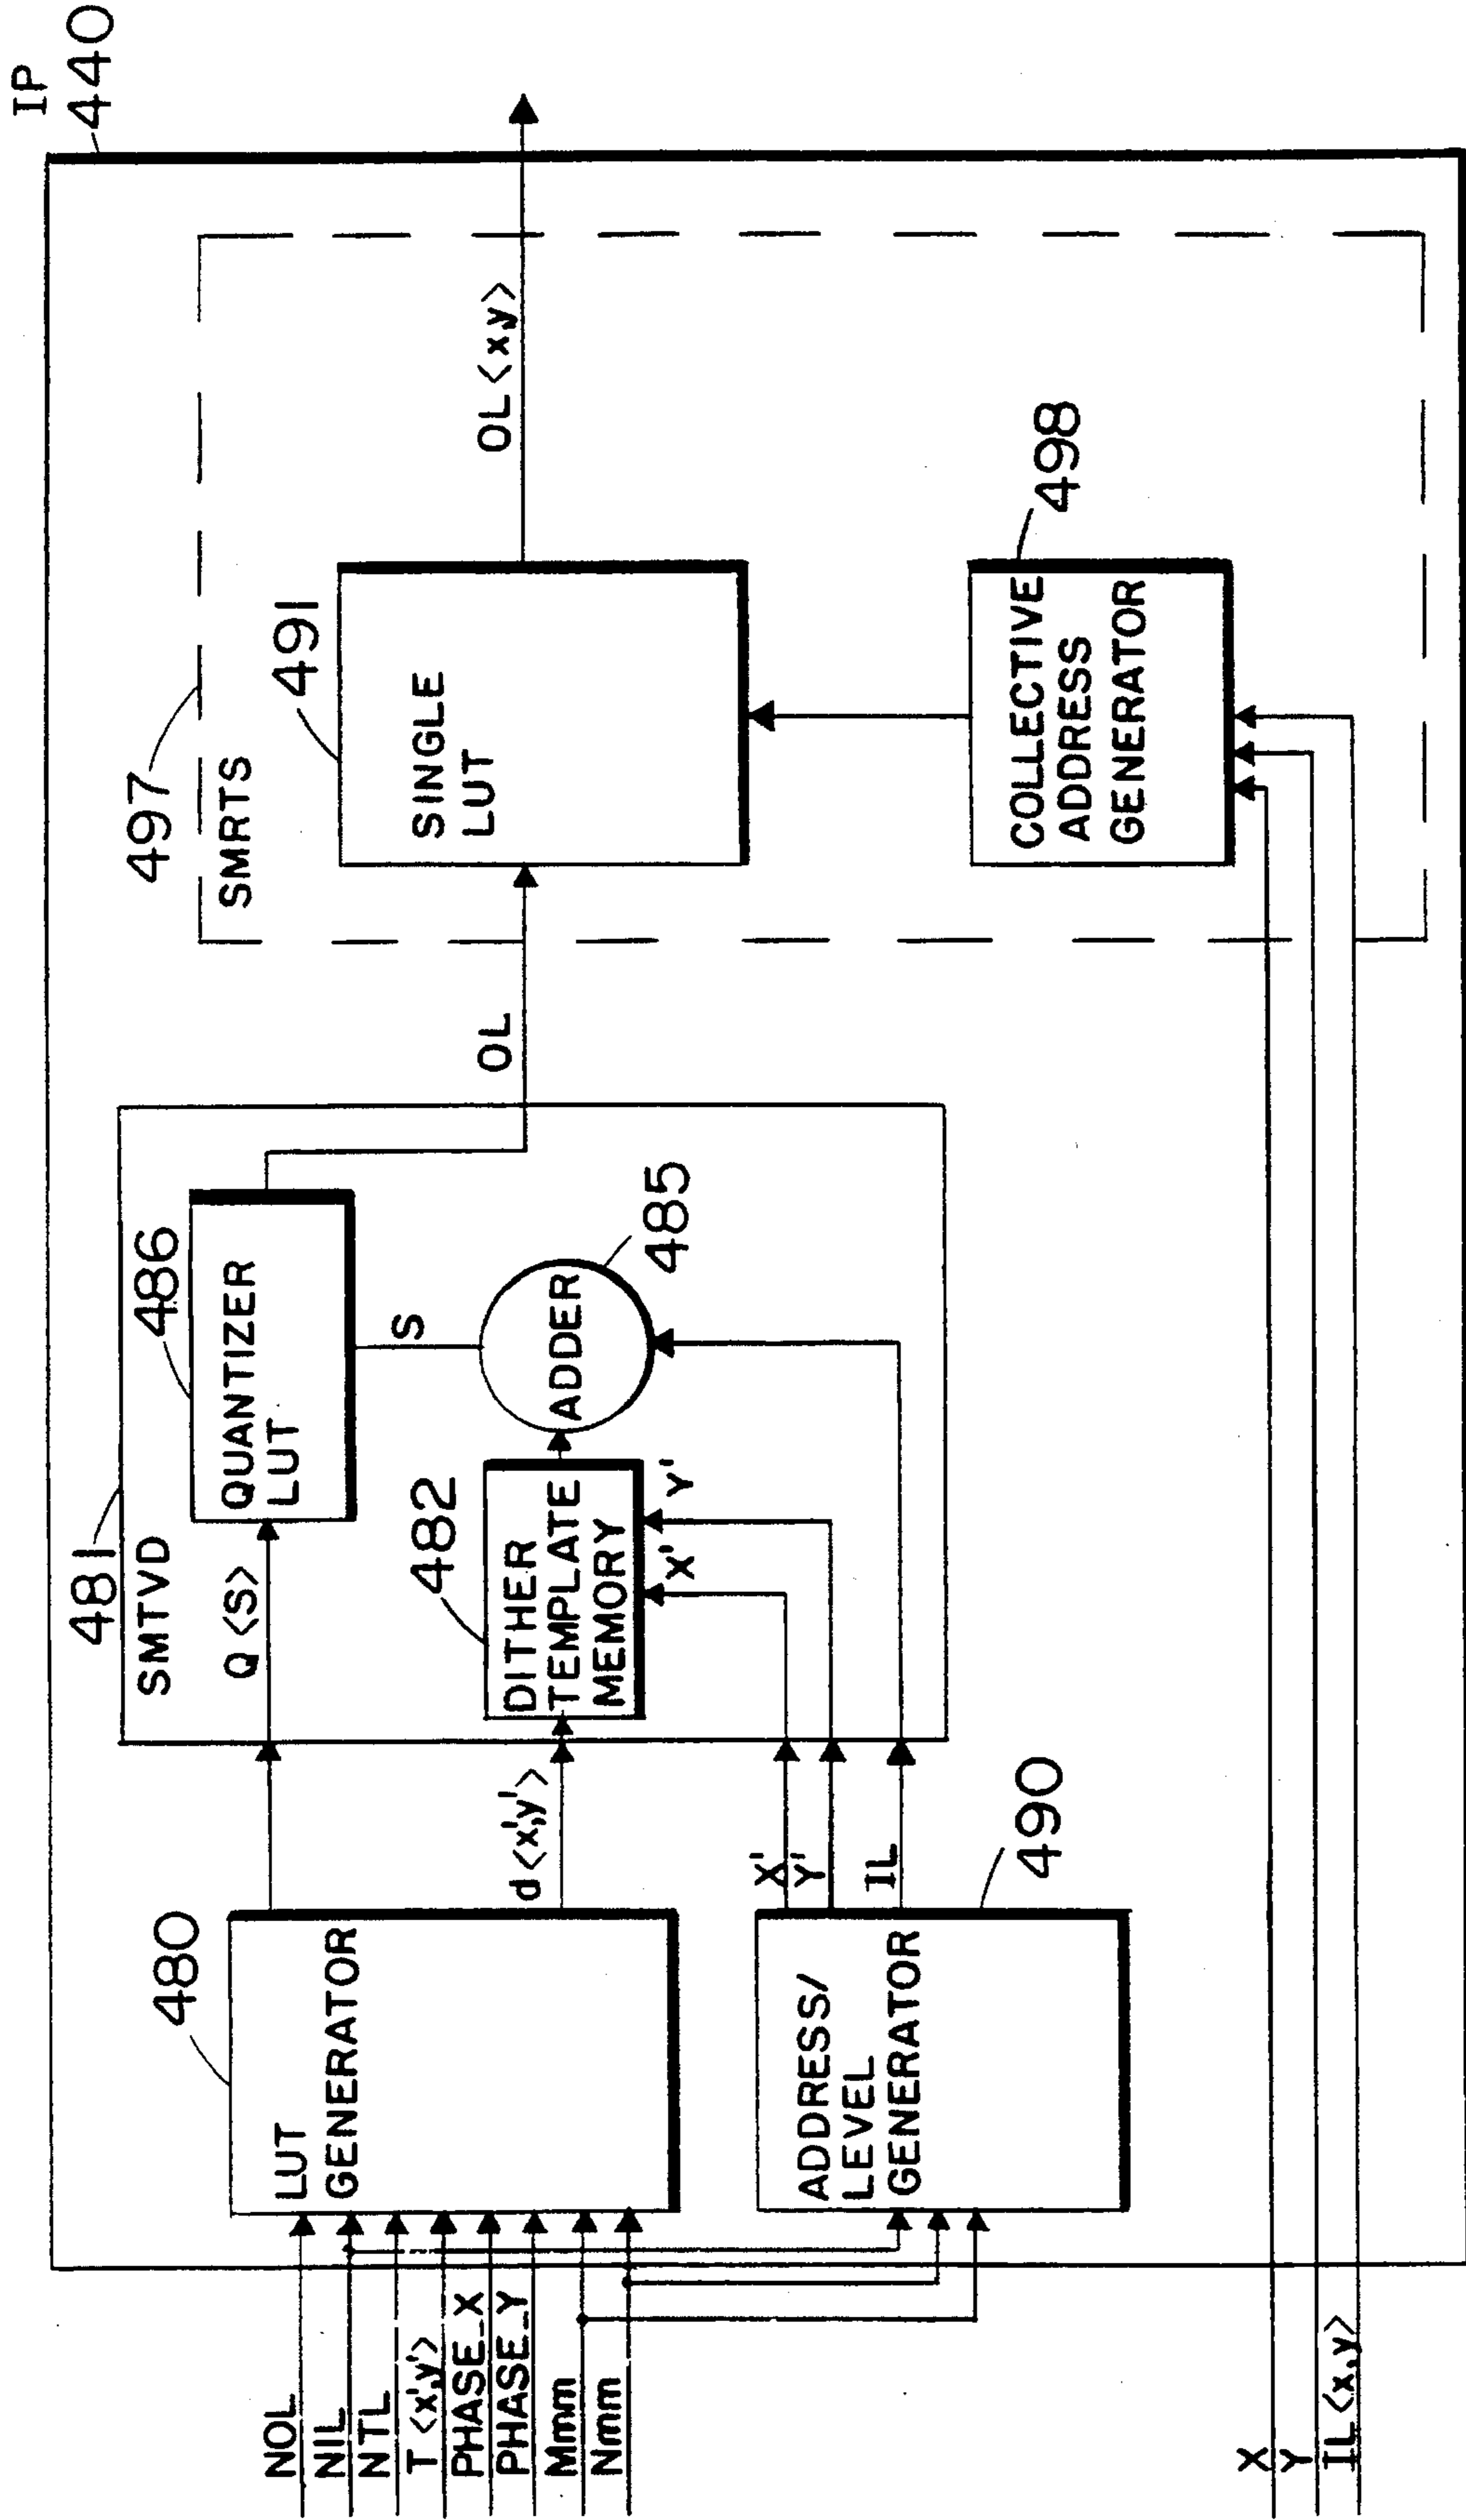 IP
440
497
SMRTS
491
SINGLE
LUT
OL<x,y>
498
COLLECTIVE
ADDRESS
GENERATOR
OL
481
SMTVD
486
QUANTIZER
LUT
Q<S>
S
485
ADDER
482
DITHER
TEMPLATE
MEMORY
X'
Y'
480
LUT
GENERATOR
d<x',y'>
X'
Y'
IL
490
ADDRESS/
LEVEL
GENERATOR
NOL
NIL
NTL
T<x',y'>
PHASE_X
PHASE_Y
Mmm
Nmm
X
Y
IL<x,y>